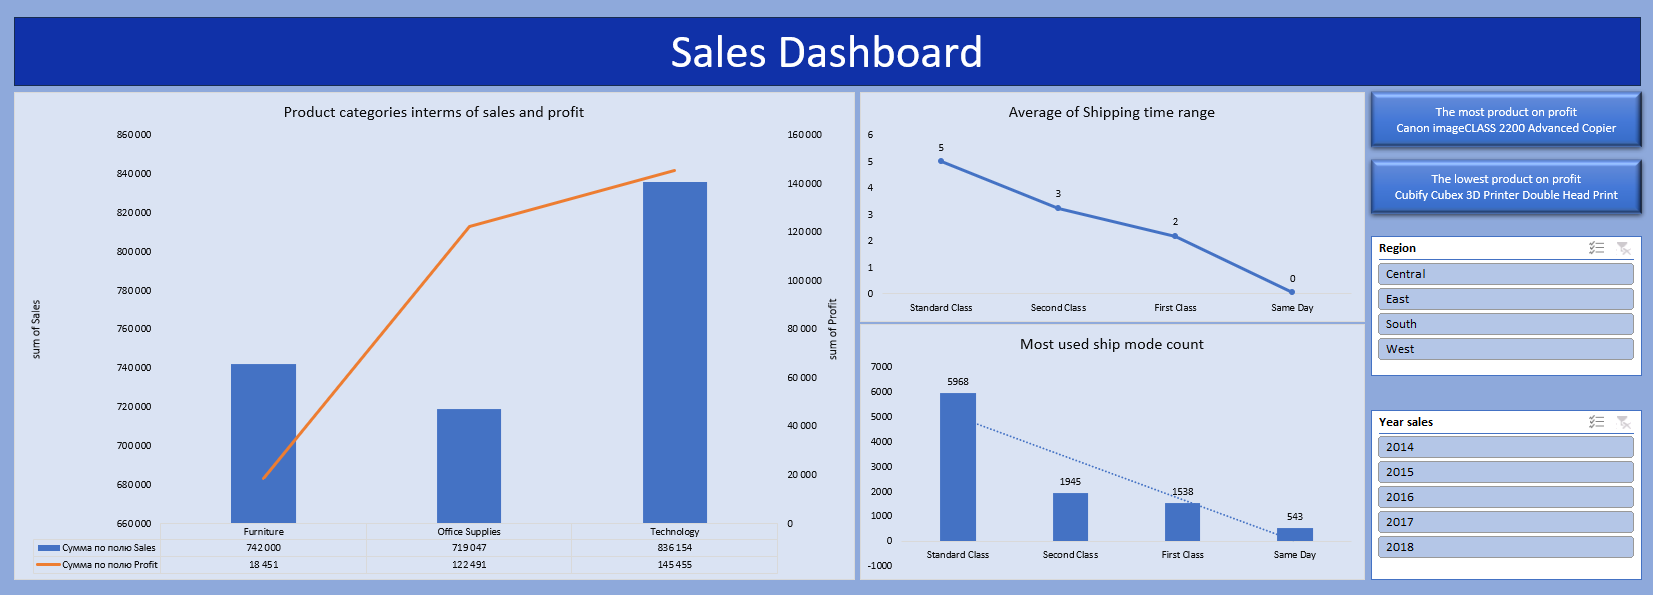 Sales Dashboard
Product categories interms of sales and profit
860 000
840 000
820 000
800 000
780 000
760 000
740 000
720 000
700 000
680 000
660 000
sum of Sales
160 000
140 000
120 000
100 000
80 000
60 000
40 000
20 000
0
sum of Profit
Furniture Office Supplies Technology
Сумма по полю Sales 742 000 719 047 836 154
Сумма по полю Profit 18 451 122 491 145 455
Average of Shipping time range
6
5
4
3
2
1
0
5
3
2
0
Standard Class Second Class First Class Same Day
Most used ship mode count
7000
6000
5000
4000
3000
2000
1000
0
-1000
5968
1945
1538
543
Standard Class Second Class First Class Same Day
The most product on profit
Canon imageCLASS 2200 Advanced Copier
The lowest product on profit
Cubify Cubex 3D Printer Double Head Print
Region
Central
East
South
West
Year sales
2014
2015
2016
2017
2018